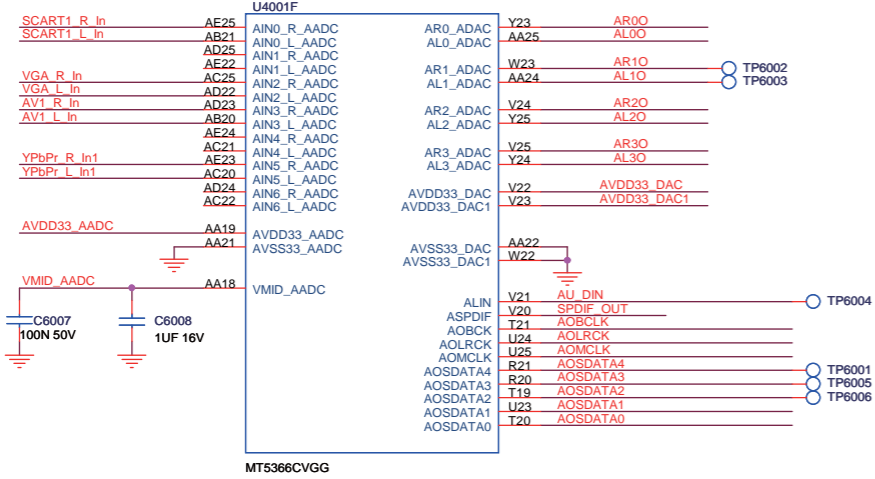 U4001F
SCART1_R_In AE25 AIN0_R_AADC
SCART1_L_In AB21 AIN0_L_AADC
AD25 AIN1_R_AADC
AE22 AIN1_L_AADC
VGA_R_In AC25 AIN2_R_AADC
VGA_L_In AD22 AIN2_L_AADC
AV1_R_In AD23 AIN3_R_AADC
AV1_L_In AB20 AIN3_L_AADC
AE24 AIN4_R_AADC
AC21 AIN4_L_AADC
YPbPr_R_In1 AE23 AIN5_R_AADC
YPbPr_L_In1 AC20 AIN5_L_AADC
AD24 AIN6_R_AADC
AC22 AIN6_L_AADC
AVDD33_AADC AA19 AVDD33_AADC
AA21 AVSS33_AADC
VMID_AADC AA18 VMID_AADC
C6007
100N 50V
C6008
1UF 16V
AR0_ADAC Y23 AR0O
AL0_ADAC AA25 AL0O
AR1_ADAC W23 AR1O TP6002
AL1_ADAC AA24 AL1O TP6003
AR2_ADAC V24 AR2O
AL2_ADAC Y25 AL2O
AR3_ADAC V25 AR3O
AL3_ADAC Y24 AL3O
AVDD33_DAC V22 AVDD33_DAC
AVDD33_DAC1 V23 AVDD33_DAC1
AVSS33_DAC AA22
AVSS33_DAC1 W22
ALIN V21 AU_DIN TP6004
ASPDIF V20 SPDIF_OUT
AOBCK T21 AOBCLK
AOLRCK U24 AOLRCK
AOMCLK U25 AOMCLK
AOSDATA4 R21 AOSDATA4 TP6001
AOSDATA3 R20 AOSDATA3 TP6005
AOSDATA2 T19 AOSDATA2 TP6006
AOSDATA1 U23 AOSDATA1
AOSDATA0 T20 AOSDATA0
MT5366CVGG